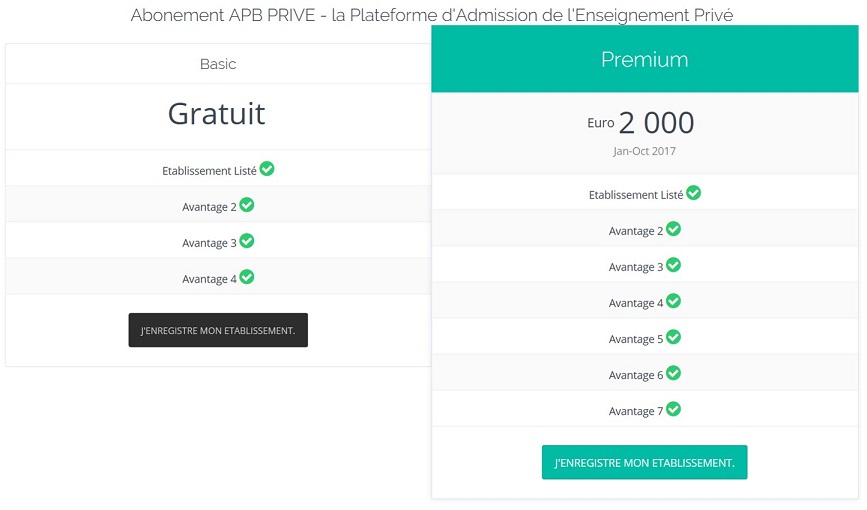 Abonement APB PRIVE - la Plateforme d'Admission de l'Enseignement Privé
Basic
Gratuit
Etablissement Listé
Avantage 2
Avantage 3
Avantage 4
J'ENREGISTRE MON ETABLISSEMENT.
Premium
Euro 2 000
Jan-Oct 2017
Etablissement Listé
Avantage 2
Avantage 3
Avantage 4
Avantage 5
Avantage 6
Avantage 7
J'ENREGISTRE MON ETABLISSEMENT.